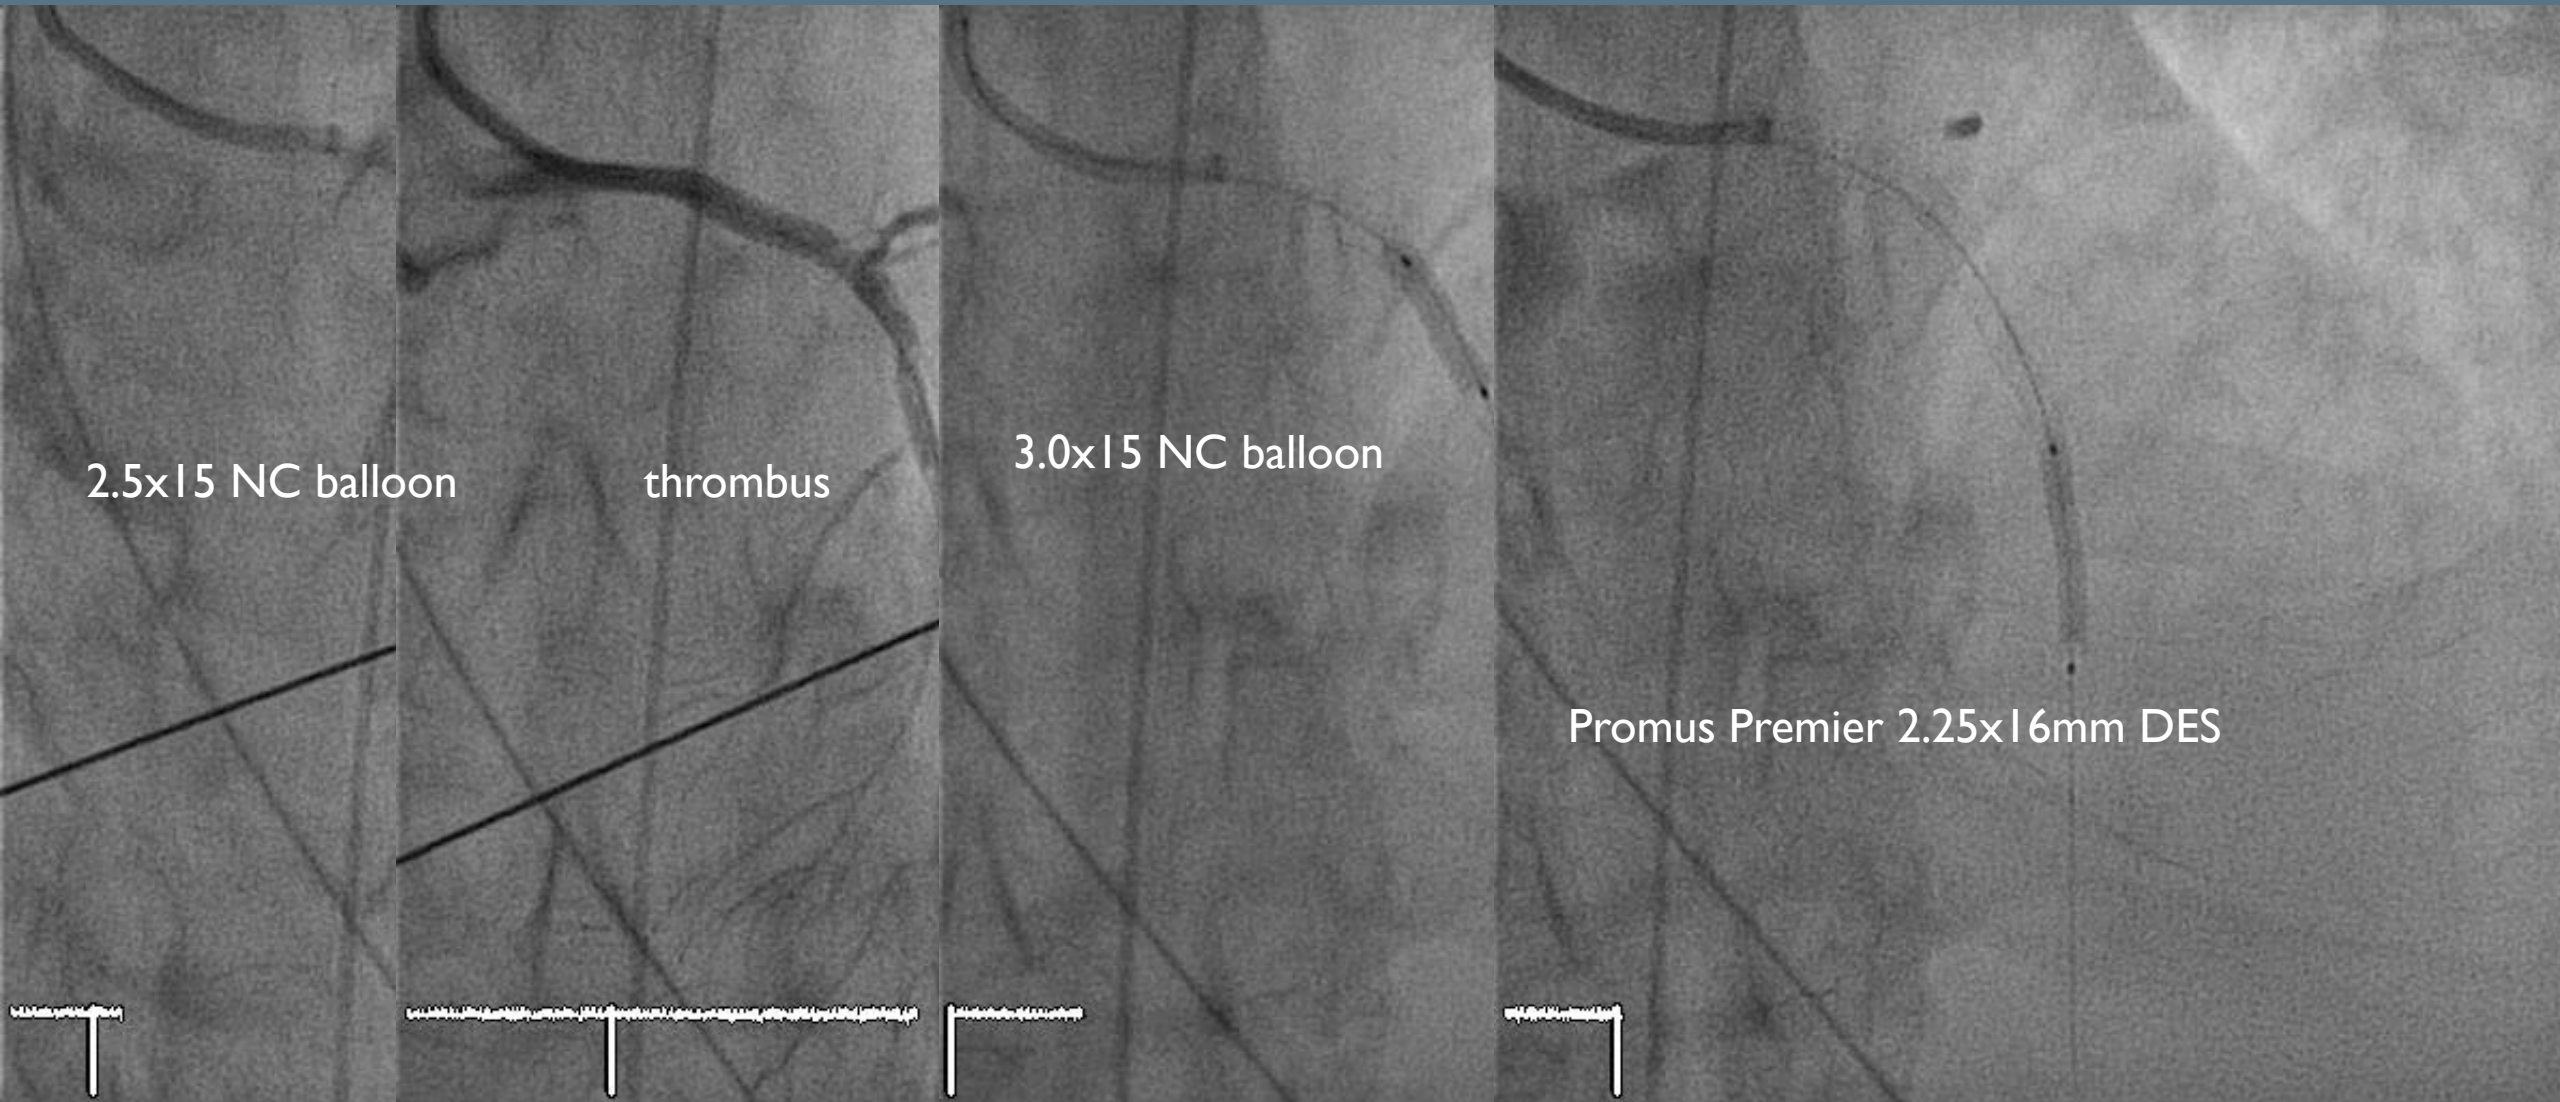 2.5x15 NC balloon
thrombus
3.0x15 NC balloon
Promus Premier 2.25x16mm DES